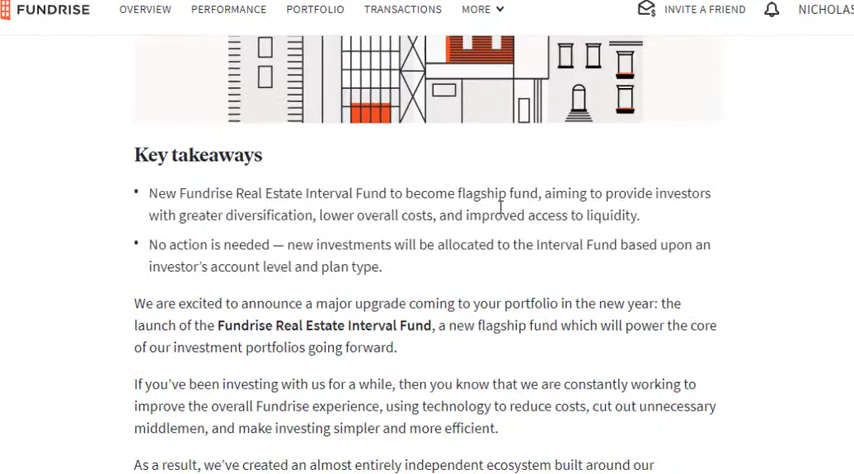 FUNDRISE OVERVIEW PERFORMANCE PORTFOLIO TRANSACTIONS MORE INVITE A FRIEND NICHOLAS
Key takeaways
• New Fundrise Real Estate Interval Fund to become flagship fund, aiming to provide investors
with greater diversification, lower overall costs, and improved access to liquidity.
• No action is needed — new investments will be allocated to the Interval Fund based upon an
investor’s account level and plan type.
We are excited to announce a major upgrade coming to your portfolio in the new year: the
launch of the Fundrise Real Estate Interval Fund, a new flagship fund which will power the core
of our investment portfolios going forward.
If you’ve been investing with us for a while, then you know that we are constantly working to
improve the overall Fundrise experience, using technology to reduce costs, cut out unnecessary
middlemen, and make investing simpler and more efficient.
As a result, we’ve created an almost entirely independent ecosystem built around our